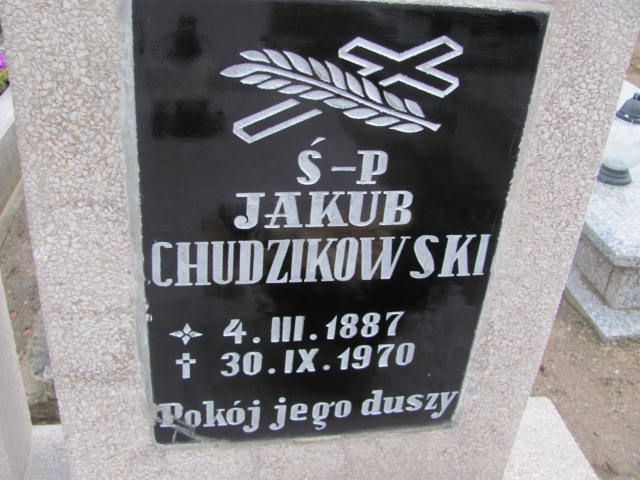 Ś-P
JAKUB
CHUDZIKOWSKI
4.III.1887
✝ 30.IX.1970
Pokój jego duszy